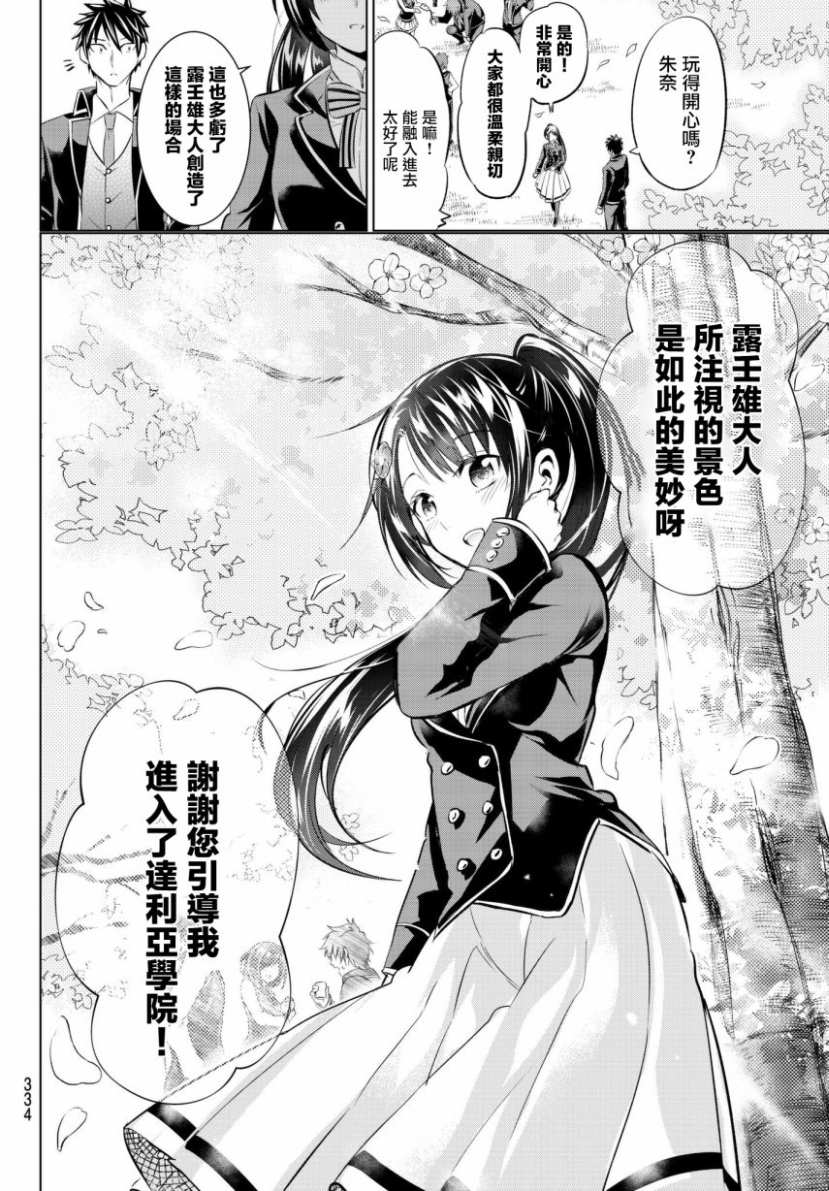 玩得開心嗎？
朱奈
是的！
非常開心
大家都很溫柔親切
是嘛！
能融入進去
太好了呢
這也多虧了
露壬雄大人創造了
這樣的場合
露壬雄大人
所注視的景色
是如此的美妙呀
謝謝您引導我
進入了達利亞學院！
334